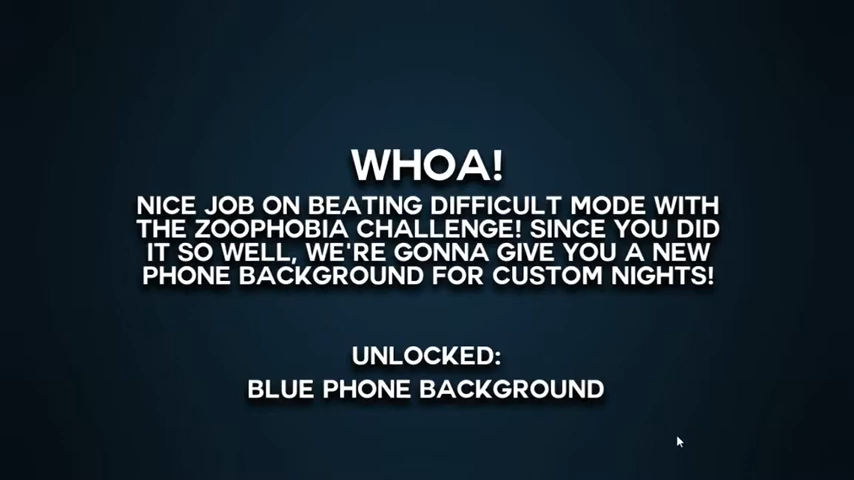 WHOA!
NICE JOB ON BEATING DIFFICULT MODE WITH
THE ZOOPHOBIA CHALLENGE! SINCE YOU DID
IT SO WELL, WE'RE GONNA GIVE YOU A NEW
PHONE BACKGROUND FOR CUSTOM NIGHTS!
UNLOCKED:
BLUE PHONE BACKGROUND